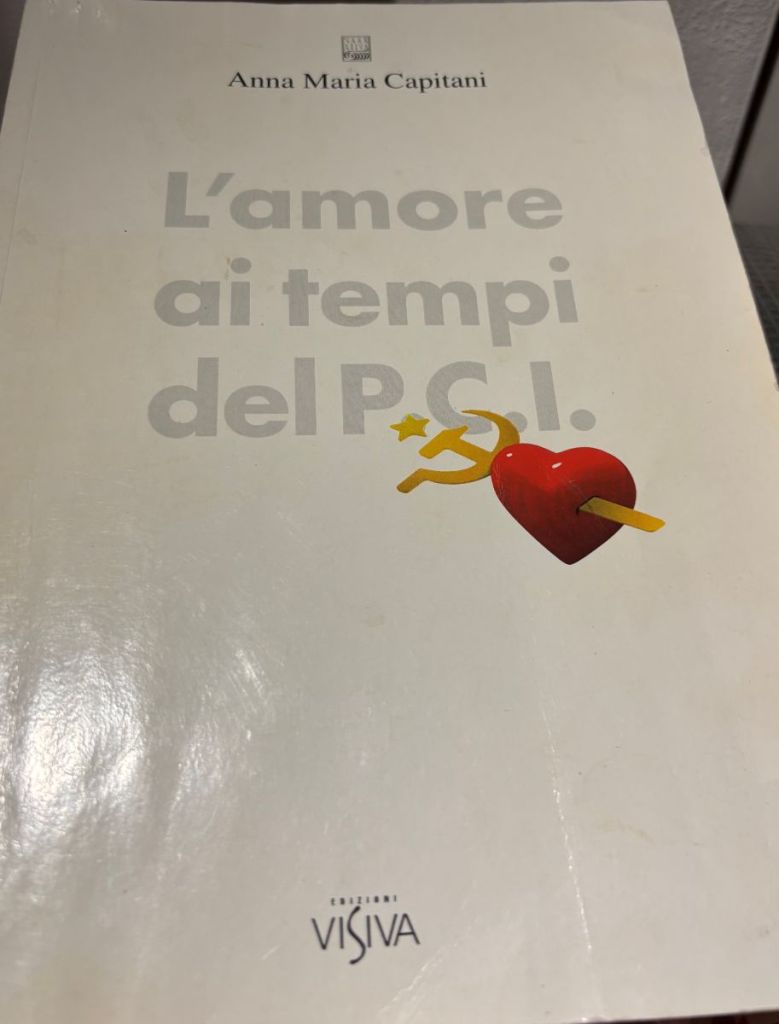 Anna Maria Capitani
L'amore
ai tempi
del P.C.I.
EDIZIONI
VISIVA